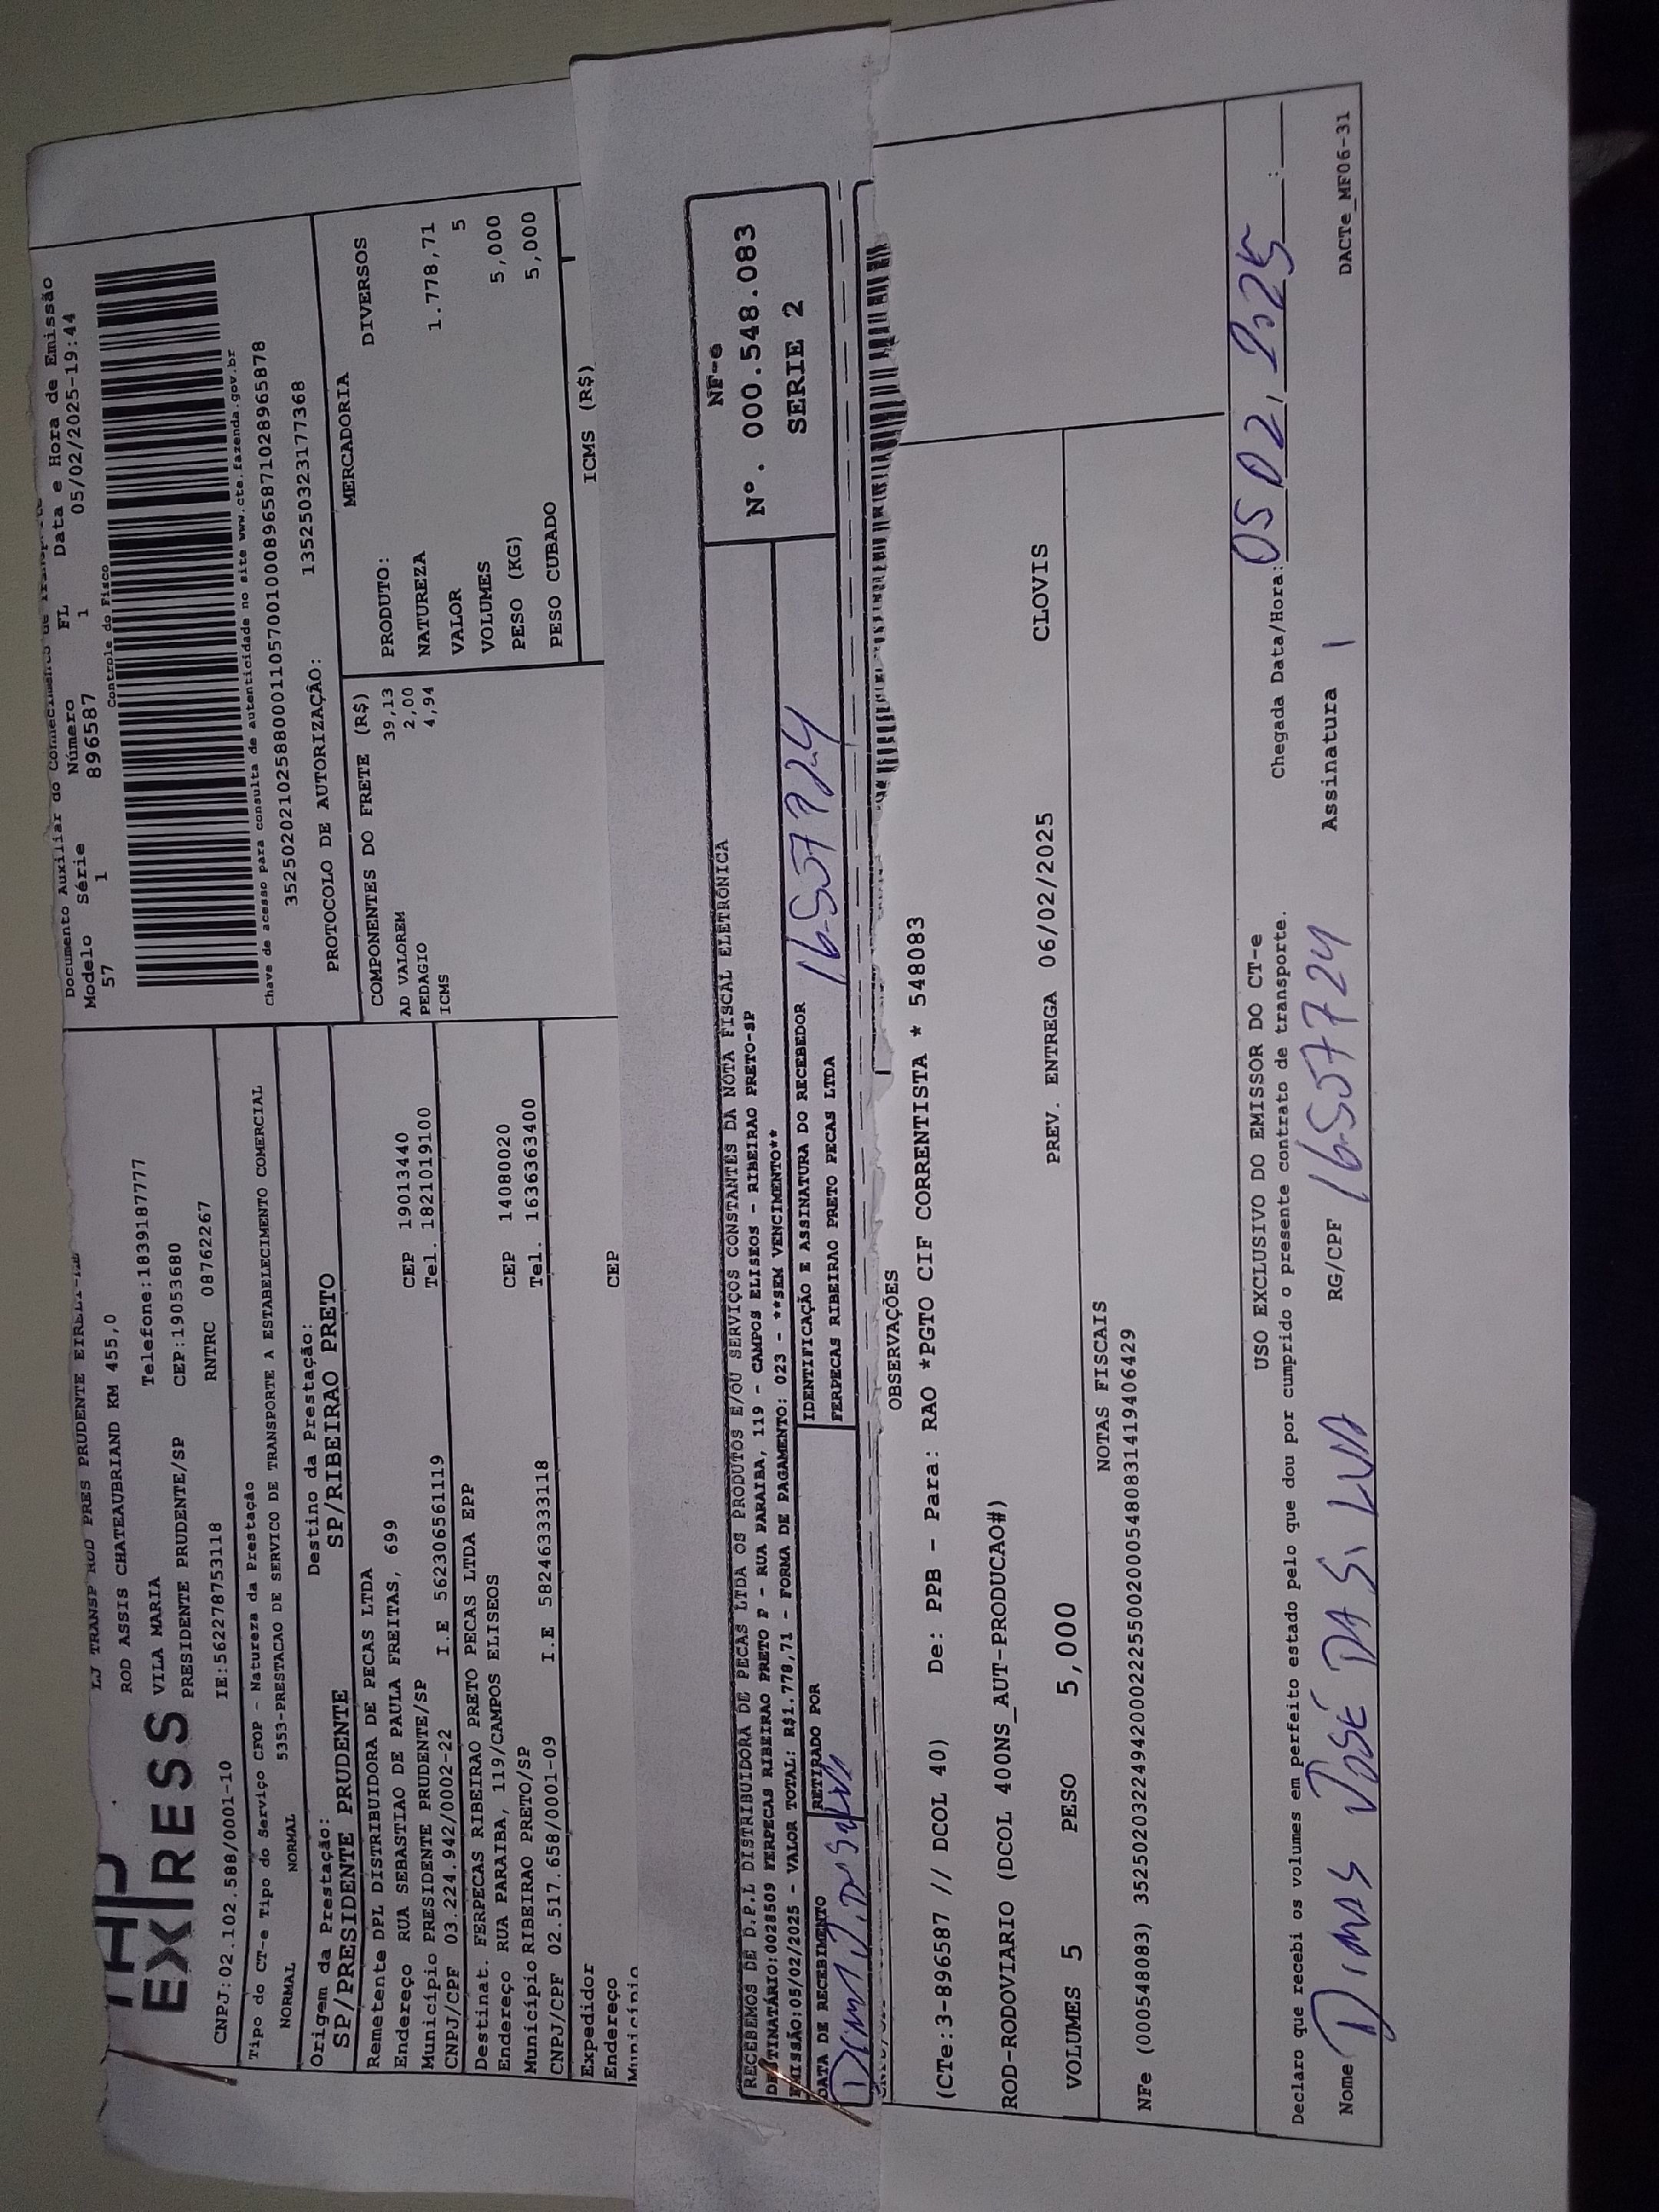 EXPRESS
LJ TRANSP ROD PRES PRUDENTE
ROD ASSIS CHATEAUBRIAND KM 455,0
VILA MARIA Telefone:1839187777
PRESIDENTE PRUDENTE/SP CEP:19053680
CNPJ:02.102.588/0001-10 IE:562278753118 RNTRC 08762267
Documento Auxiliar do Conhecimento de
Modelo Série Número FL Data e Hora de Emissão
57 1 896587 1 05/02/2025-19:44
Controle do Fisco
Chave de acesso para consulta de autenticidade no site www.cte.fazenda.gov.br
35250202102588000110570010008965871028965878
PROTOCOLO DE AUTORIZAÇÃO: 135250323177368
Tipo do CT-e Tipo do Serviço CFOP - Natureza da Prestação
NORMAL NORMAL 5353-PRESTACAO DE SERVICO DE TRANSPORTE A ESTABELECIMENTO COMERCIAL
Origem da Prestação: Destino da Prestação:
SP/PRESIDENTE PRUDENTE SP/RIBEIRAO PRETO
Remetente DPL DISTRIBUIDORA DE PECAS LTDA
Endereço RUA SEBASTIAO DE PAULA FREITAS, 699 CEP 19013440
Município PRESIDENTE PRUDENTE/SP Tel. 1821019100
CNPJ/CPF 03.224.942/0002-22 I.E 562306561119
Destinat. FERPECAS RIBEIRAO PRETO PECAS LTDA EPP
Endereço RUA PARAIBA, 119/CAMPOS ELISEOS CEP 14080020
Município RIBEIRAO PRETO/SP Tel. 1636363400
CNPJ/CPF 02.517.658/0001-09 I.E 582463333118
Expedidor
Endereço CEP
Município
COMPONENTES DO FRETE (R$)
AD VALOREM 39,13
PEDAGIO 2,00
ICMS 4,94
MERCADORIA
PRODUTO: DIVERSOS
NATUREZA
VALOR 1.778,71
VOLUMES 5
PESO (KG) 5,000
PESO CUBADO 5,000
ICMS (R$)
RECEBEMOS DE D.P.L DISTRIBUIDORA DE PECAS LTDA OS PRODUTOS E/OU SERVIÇOS CONSTANTES DA NOTA FISCAL ELETRÔNICA
DESTINATÁRIO:0028509 FERPECAS RIBEIRAO PRETO P - RUA PARAIBA, 119 - CAMPOS ELISEOS - RIBEIRAO PRETO-SP
EMISSÃO:05/02/2025 - VALOR TOTAL: R$1.778,71 - FORMA DE PAGAMENTO: 023 - **SEM VENCIMENTO**
DATA DE RECEBIMENTO RETIRADO POR IDENTIFICAÇÃO E ASSINATURA DO RECEBEDOR
FERPECAS RIBEIRAO PRETO PECAS LTDA 16507724
NF-e
Nº. 000.548.083
SERIE 2
OBSERVAÇÕES
(CTe:3-896587 // DCOL 40) De: PPB - Para: RAO *PGTO CIF CORRENTISTA * 548083
ROD-RODOVIARIO (DCOL 400NS_AUT-PRODUCAO#)
VOLUMES 5 PESO 5,000 PREV. ENTREGA 06/02/2025 CLOVIS
NOTAS FISCAIS
NFe (000548083) 35250203224942000222550020005480831419406429
USO EXCLUSIVO DO EMISSOR DO CT-e
Declaro que recebi os volumes em perfeito estado pelo que dou por cumprido o presente contrato de transporte. Chegada Data/Hora: 05 02, 2025 :
Nome DIMAS JOSÉ DA SILVA RG/CPF 16507724 Assinatura
DACTe_MF06-31